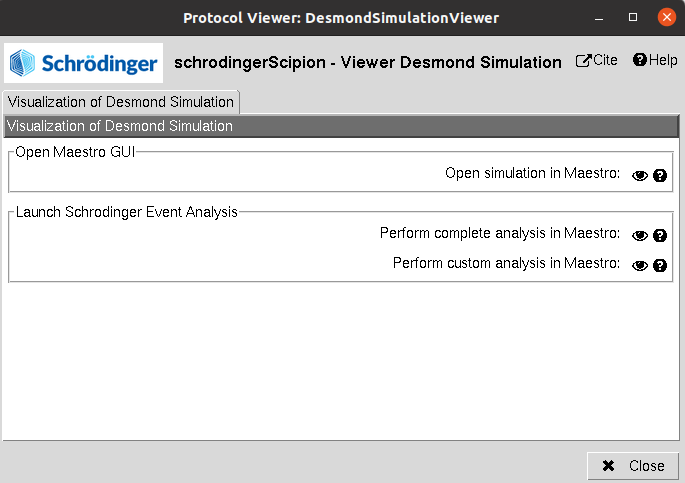 Protocol Viewer: DesmondSimulationViewer
Schrödinger
schrodingerScipion - Viewer Desmond Simulation
Cite
Help
Visualization of Desmond Simulation
Visualization of Desmond Simulation
Open Maestro GUI
Open simulation in Maestro:
Launch Schrodinger Event Analysis
Perform complete analysis in Maestro:
Perform custom analysis in Maestro:
Close